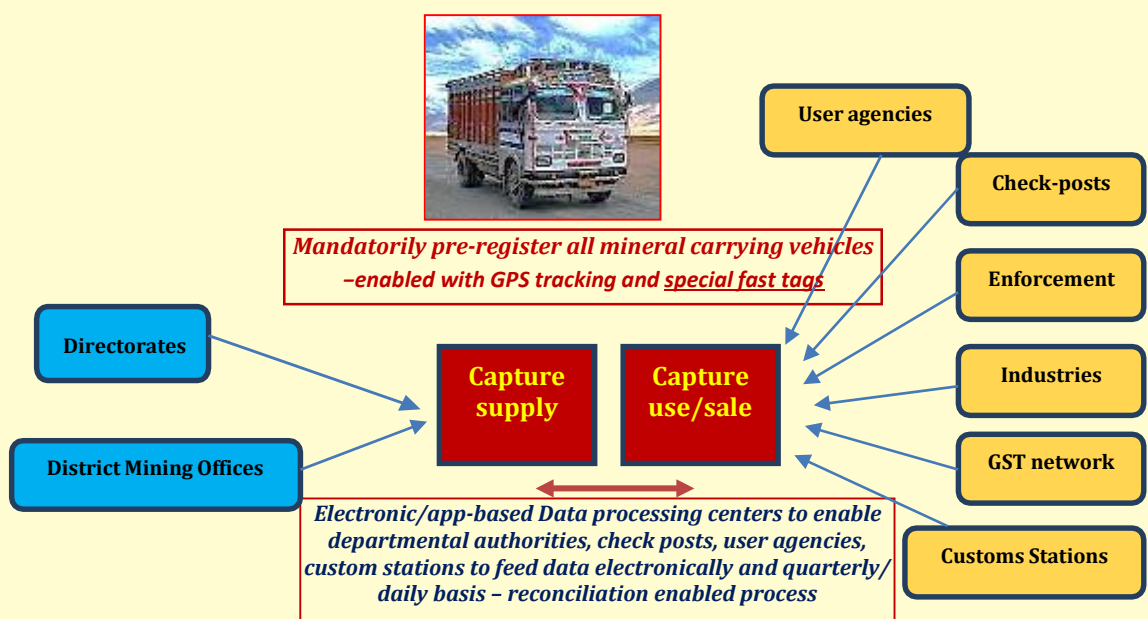 User agencies
Check-posts
Mandatorily pre-register all mineral carrying vehicles
–enabled with GPS tracking and special fast tags
Enforcement
Directorates
Capture
supply
Capture
use/sale
Industries
District Mining Offices
GST network
Electronic/app-based Data processing centers to enable
departmental authorities, check posts, user agencies,
custom stations to feed data electronically and quarterly/
daily basis – reconciliation enabled process
Customs Stations